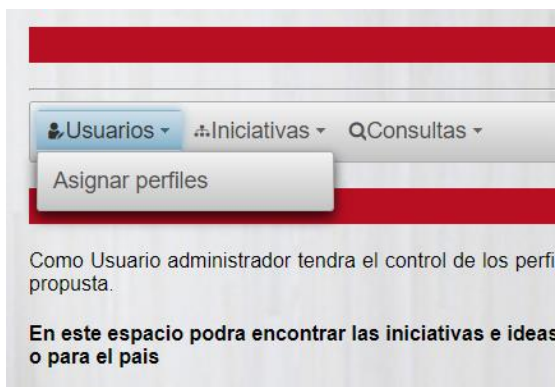 Usuarios Iniciativas Consultas
Asignar perfiles
Como Usuario administrador tendra el control de los
propusta.
En este espacio podra encontrar las iniciativas e ideas
o para el pais